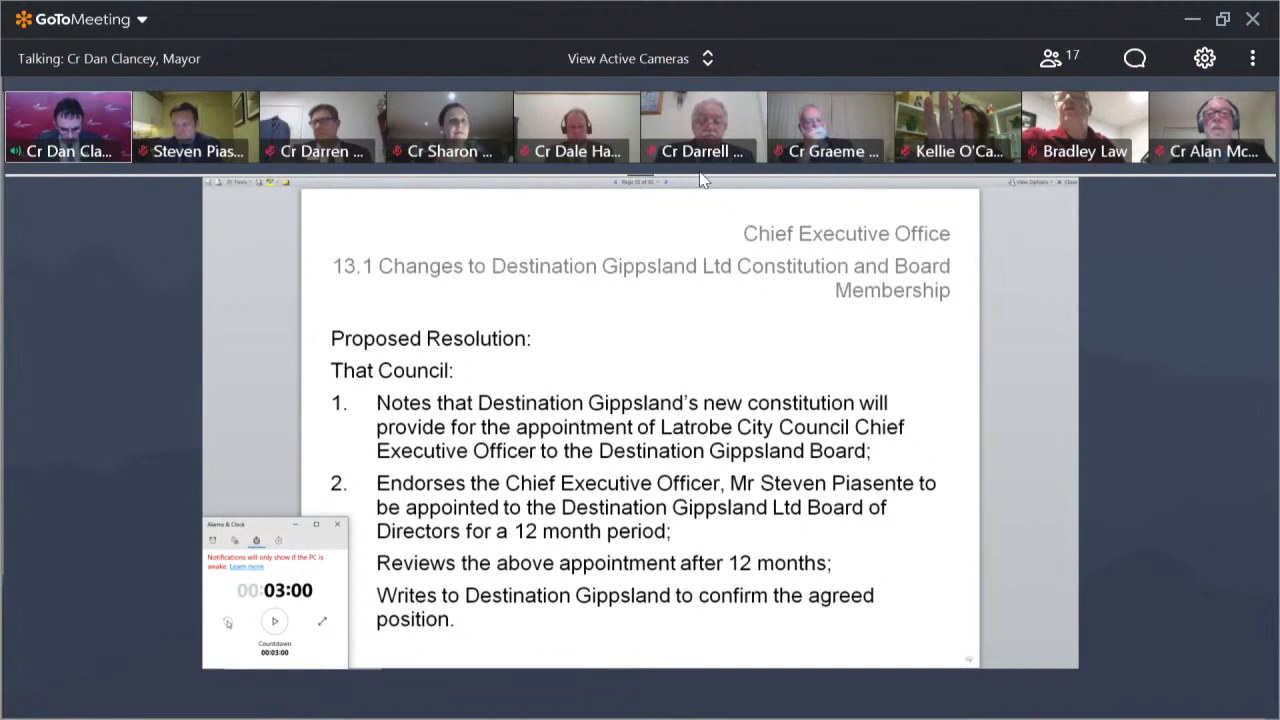 GoToMeeting
Talking: Cr Dan Clancey, Mayor
View Active Cameras
17
Cr Dan Cla...
Steven Pias...
Cr Darren ...
Cr Sharon ...
Cr Dale Ha...
Cr Darrell ...
Cr Graeme ...
Kellie O'Ca...
Bradley Law
Cr Alan Mc...
Tools
View Options
Close
Chief Executive Office
13.1 Changes to Destination Gippsland Ltd Constitution and Board
Membership
Proposed Resolution:
That Council:
1. Notes that Destination Gippsland's new constitution will
provide for the appointment of Latrobe City Council Chief
Executive Officer to the Destination Gippsland Board;
2. Endorses the Chief Executive Officer, Mr Steven Piasente to
be appointed to the Destination Gippsland Ltd Board of
Directors for a 12 month period;
Reviews the above appointment after 12 months;
Writes to Destination Gippsland to confirm the agreed
position.
Alarms & Clock
Notifications will only show if the PC is
awake. Learn more
00:03:00
Countdown
00:03:00